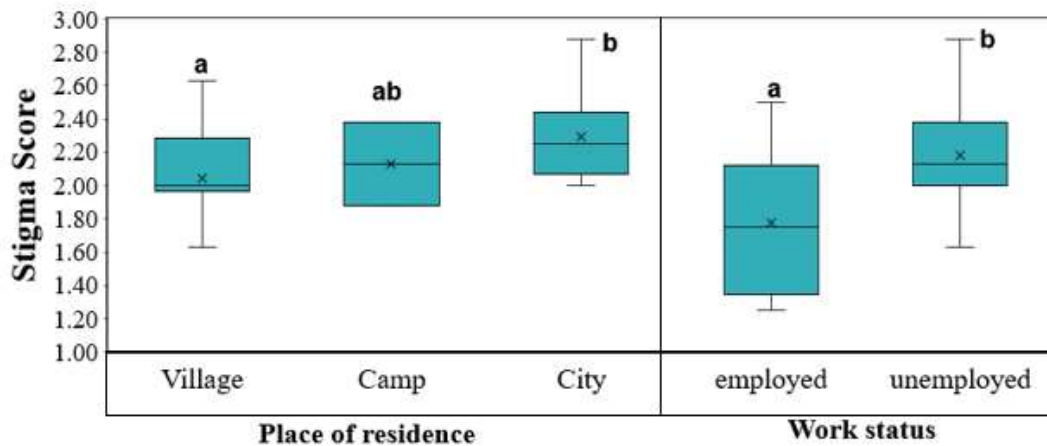 Stigma Score
3.00
2.80
2.60
2.40
2.20
2.00
1.80
1.60
1.40
1.20
1.00
a
ab
b
a
b
Village Camp City employed unemployed
Place of residence Work status